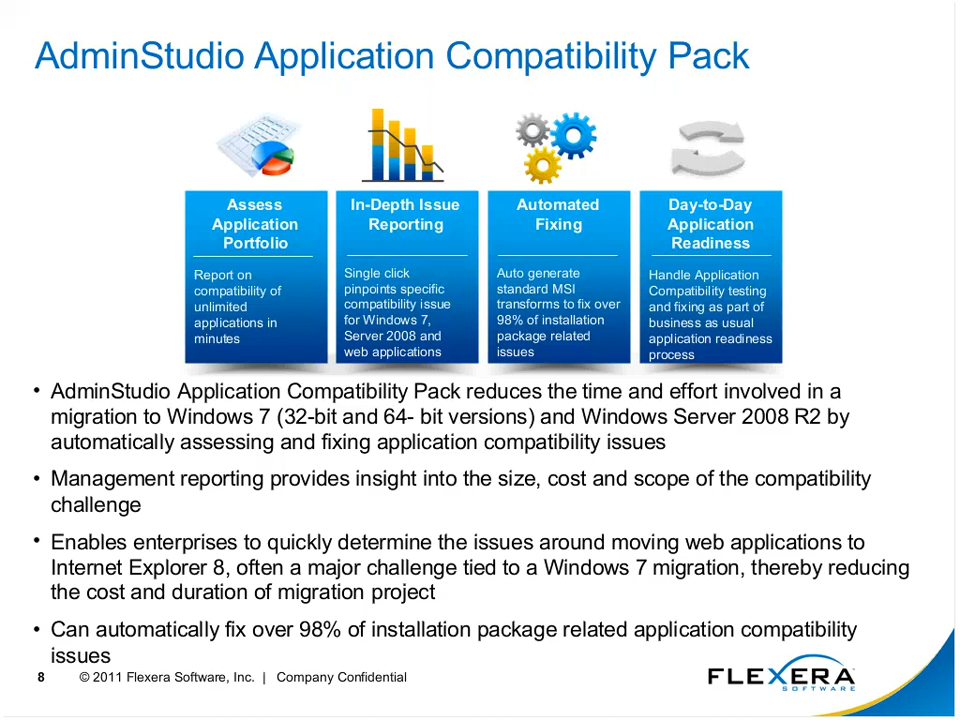 AdminStudio Application Compatibility Pack
Assess
Application
Portfolio
Report on
compatibility of
unlimited
applications in
minutes
In-Depth Issue
Reporting
Single click
pinpoints specific
compatibility issue
for Windows 7,
Server 2008 and
web applications
Automated
Fixing
Auto generate
standard MSI
transforms to fix over
98% of installation
package related
issues
Day-to-Day
Application
Readiness
Handle Application
Compatibility testing
and fixing as part of
business as usual
application readiness
process
• AdminStudio Application Compatibility Pack reduces the time and effort involved in a
migration to Windows 7 (32-bit and 64- bit versions) and Windows Server 2008 R2 by
automatically assessing and fixing application compatibility issues
• Management reporting provides insight into the size, cost and scope of the compatibility
challenge
• Enables enterprises to quickly determine the issues around moving web applications to
Internet Explorer 8, often a major challenge tied to a Windows 7 migration, thereby reducing
the cost and duration of migration project
• Can automatically fix over 98% of installation package related application compatibility
issues
8 © 2011 Flexera Software, Inc. | Company Confidential
FLEXERA
SOFTWARE